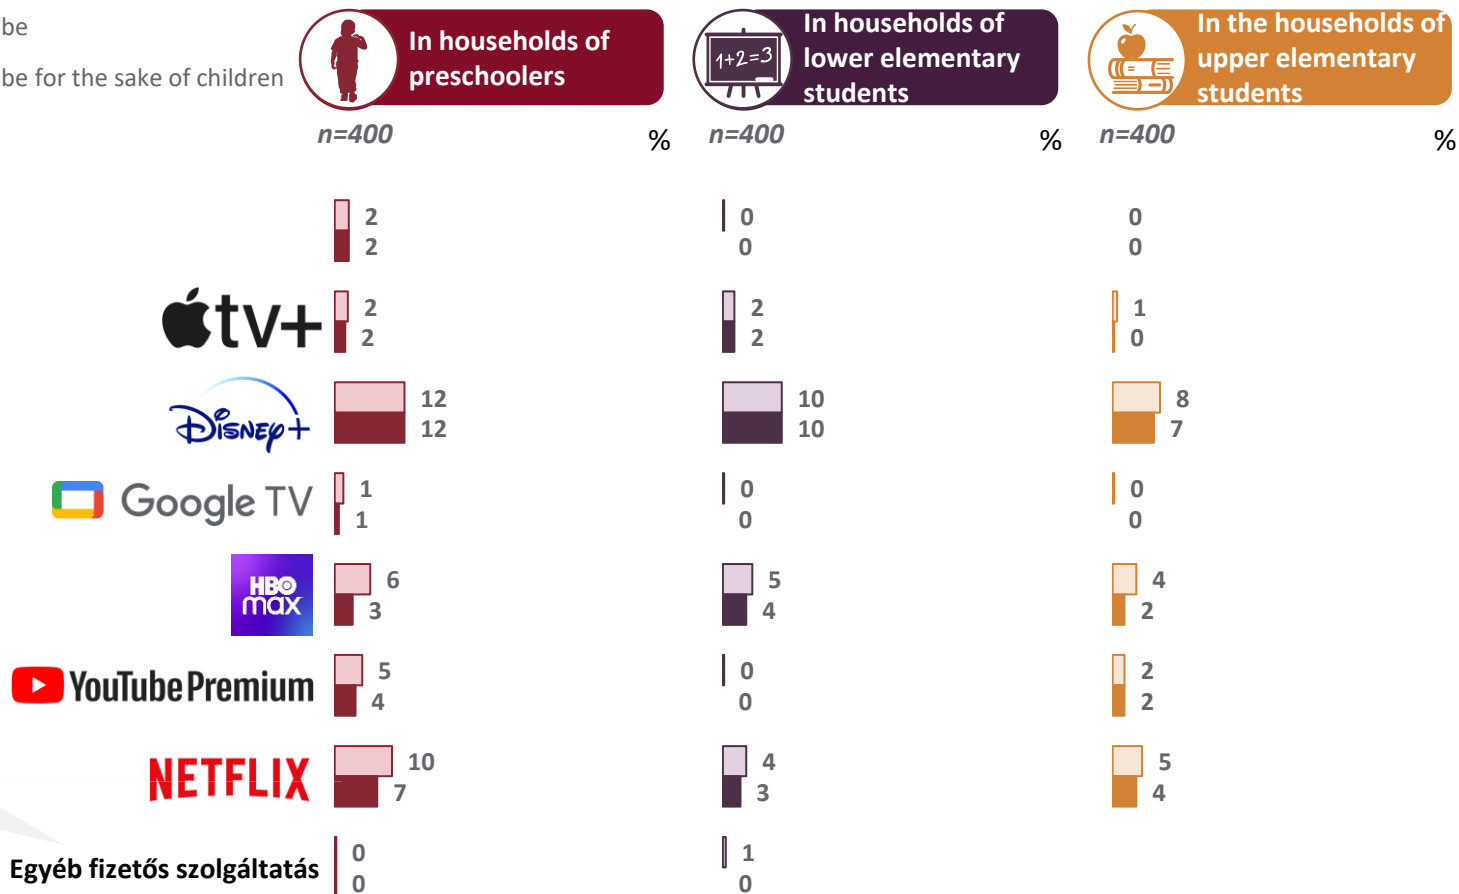 be
be for the sake of children
In households of
preschoolers
1+2=3
In households of
lower elementary
students
In the households of
upper elementary
students
n=400
%
n=400
%
n=400
%
2
0
0
2
0
0
tv+
2
2
1
2
2
0
Disney+
12
10
8
12
10
7
Google TV
1
0
0
1
0
0
HBO
max
6
5
4
3
4
2
YouTube Premium
5
0
2
4
0
2
NETFLIX
10
4
5
7
3
4
Egyéb fizetős szolgáltatás
0
1
0
0